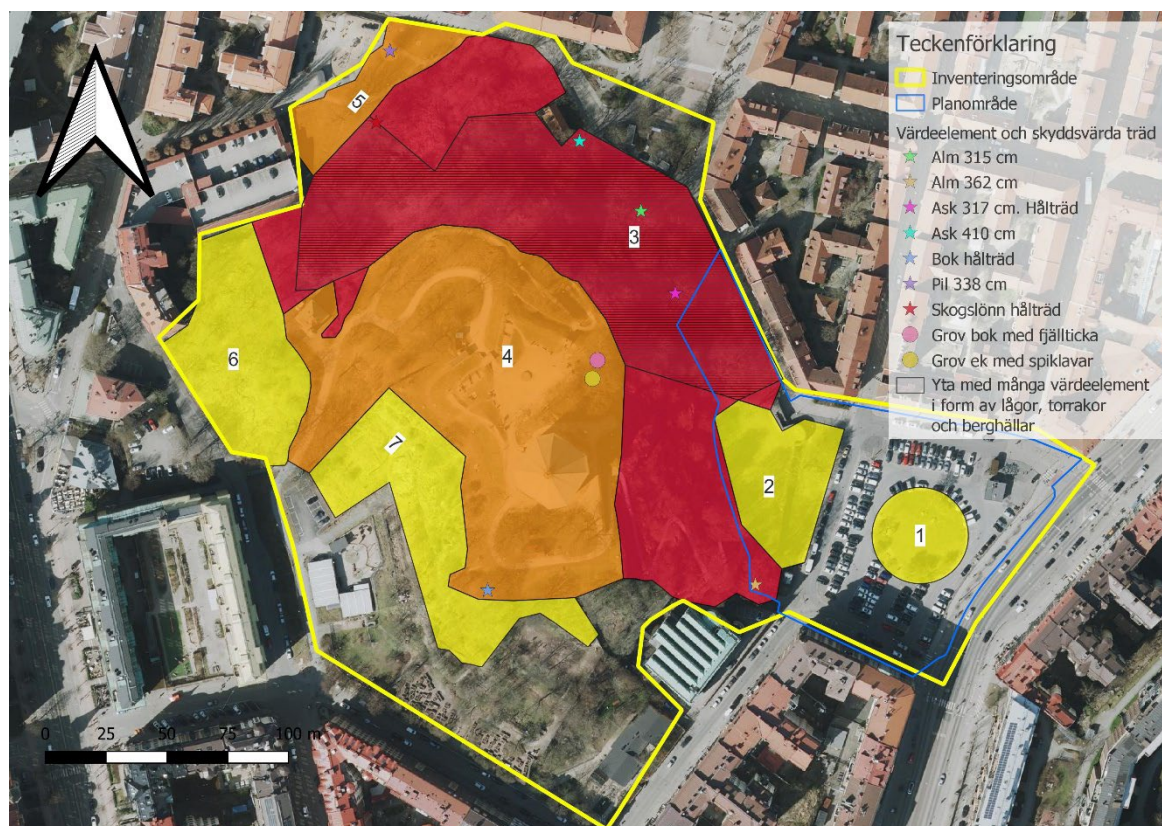 Teckenförklaring
Inventeringsområde
Planområde
Värdeelement och skyddsvärda träd
Alm 315 cm
Alm 362 cm
Ask 317 cm. Hålträd
Ask 410 cm
Bok hålträd
Pil 338 cm
Skogslönn hålträd
Grov bok med fjällticka
Grov ek med spiklavar
Yta med många värdeelement
i form av lågor, torrakor
och berghällar
5
3
4
6
7
2
1
0 25 50 75 100 m